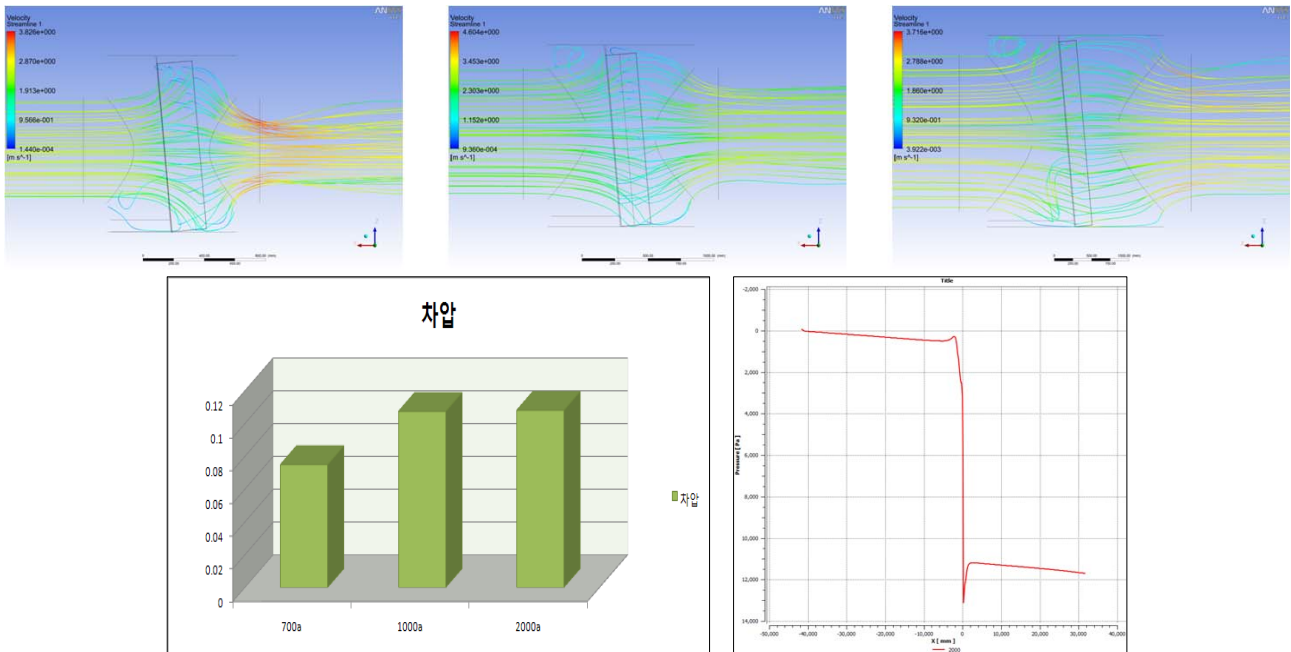 Velocity
Streamline 1
3.826e+000
2.870e+000
1.913e+000
9.566e-001
1.440e-004
[m s^-1]
Velocity
Streamline 1
4.604e+000
3.453e+000
2.303e+000
1.152e+000
9.360e-004
[m s^-1]
Velocity
Streamline 1
3.716e+000
2.788e+000
1.860e+000
9.320e-001
3.922e-003
[m s^-1]
차압
0.12
0.1
0.08
0.06
0.04
0.02
0
700a
1000a
2000a
차압
Title
-2,000
0
2,000
4,000
6,000
8,000
10,000
12,000
14,000
Pressure [ Pa ]
-50,000
-40,000
-30,000
-20,000
-10,000
0
10,000
20,000
30,000
40,000
X [ mm ]
2000